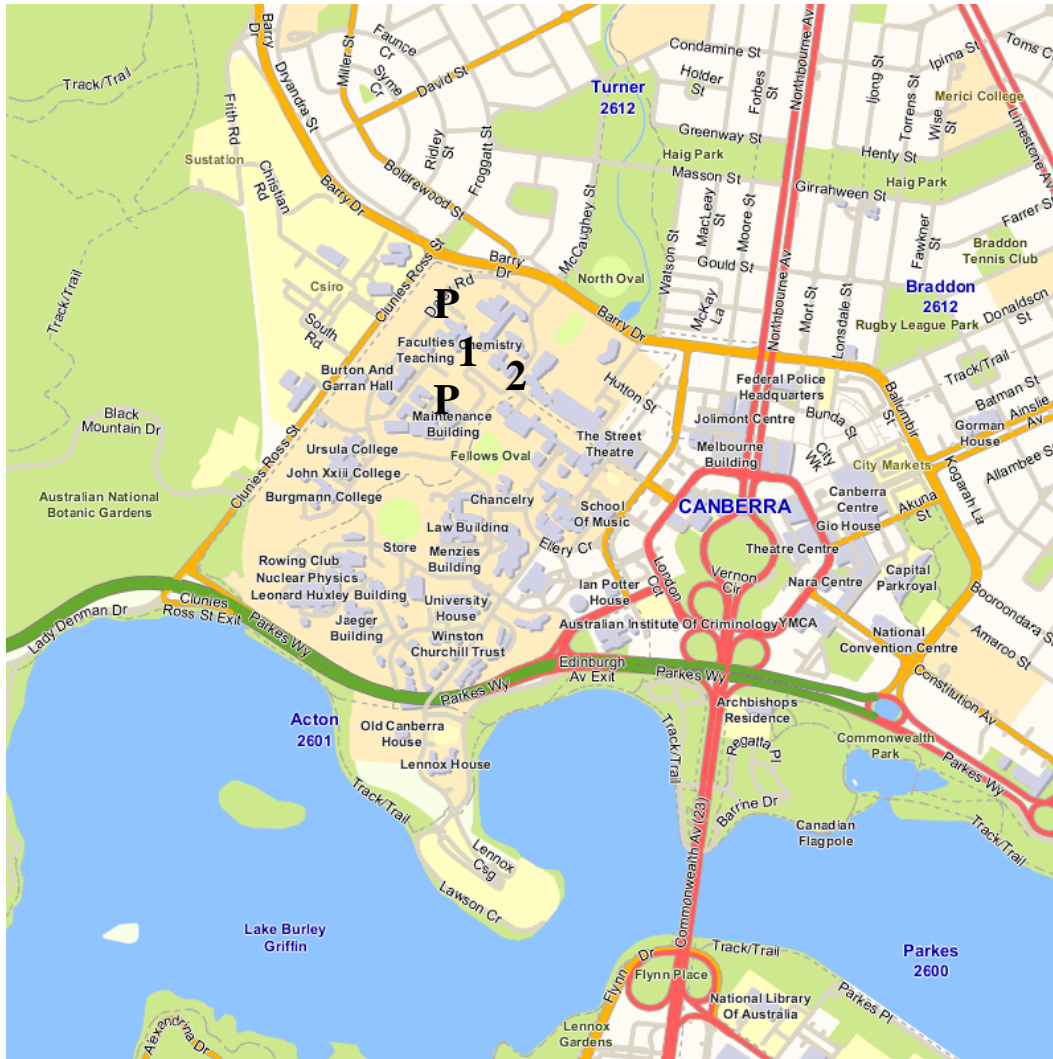 Barry
Dr
Dryandra St
Miller St
Faunce
Cr
Syme
Cr
David St
Track/Trail
Frith Rd
Ridley
St
Froggatt St
Boldrewood St
Sustation
Christian
Rd
Barry Dr
Turner
2612
Condamine St
Holder
St
Forbes
St
Northbourne Av
Greenway St
Haig Park
Masson St
Ijong St
Ipima St
Torrens St
Wise
St
Toms Cr
Merici College
Limestone Av
Henty St
Haig Park
Girrahween St
MacLeay
St
Moore St
Fawkner
St
Farrer St
Braddon
Tennis Club
McCaughey St
Watson St
Gould St
Barry
Dr
North Oval
Clunies Ross St
Csiro
South
Rd
Track/Trail
Track/Trail
McKay
La
Northbourne Av
Mort St
Lonsdale St
Braddon
2612
Rugby League Park
Donaldson
St
P
Rd
1
Faculties
Teaching
Chemistry
2
P
Burton And
Garran Hall
Maintenance
Building
Barry Dr
Hutton St
Federal Police
Headquarters
Jolimont Centre
Bunda St
Ballumbir
St
Track/Trail
Batman St
Ainslie
Av
Gorman
House
Black
Mountain Dr
Clunies Ross St
Ursula College
John Xxiii College
Burgmann College
Fellows Oval
The Street
Theatre
Melbourne
Building
City
Wk
City Markets
Kogarah La
Allambee St
Australian National
Botanic Gardens
Chancelry
School
Of Music
CANBERRA
Canberra
Centre
Gio House
Akuna
St
Law Building
Store
Menzies
Building
Ellery Cr
Theatre Centre
Rowing Club
Nuclear Physics
Leonard Huxley Building
London
Cct
Vernon
Cir
Nara Centre
Capital
Parkroyal
Booroondara St
Ian Potter
House
University
House
Jaeger
Building
Winston
Churchill Trust
Australian Institute Of Criminology
YMCA
National
Convention Centre
Amaroo St
Lady Denman Dr
Clunies
Ross St Exit
Parkes Wy
Parkes Wy
Edinburgh
Av Exit
Parkes Wy
Constitution Av
Acton
2601
Old Canberra
House
Lennox House
Archbishops
Residence
Regatta Pl
Commonwealth
Park
Parkes Wy
Track/Trail
Track/Trail
Barrine Dr
Canadian
Flagpole
Track/Trail
Lennox
Csg
Lawson Cr
Commonwealth Av (23)
Lake Burley
Griffin
Parkes
2600
Track/Trail
Flynn Dr
Flynn Place
National Library
Of Australia
Parkes Pl
Lennox
Gardens
Alexandrina Dr